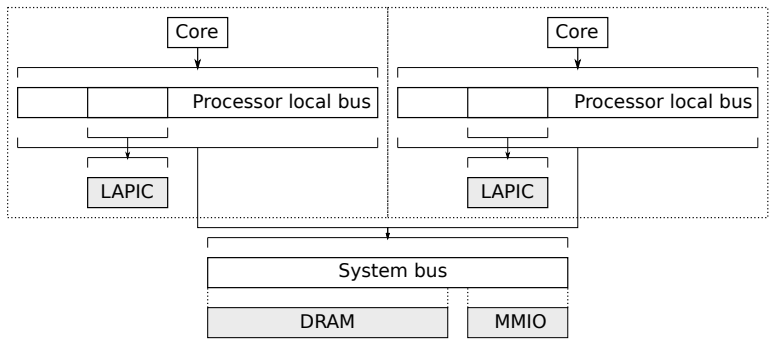 Core
Core
Processor local bus
Processor local bus
LAPIC
LAPIC
System bus
DRAM
MMIO